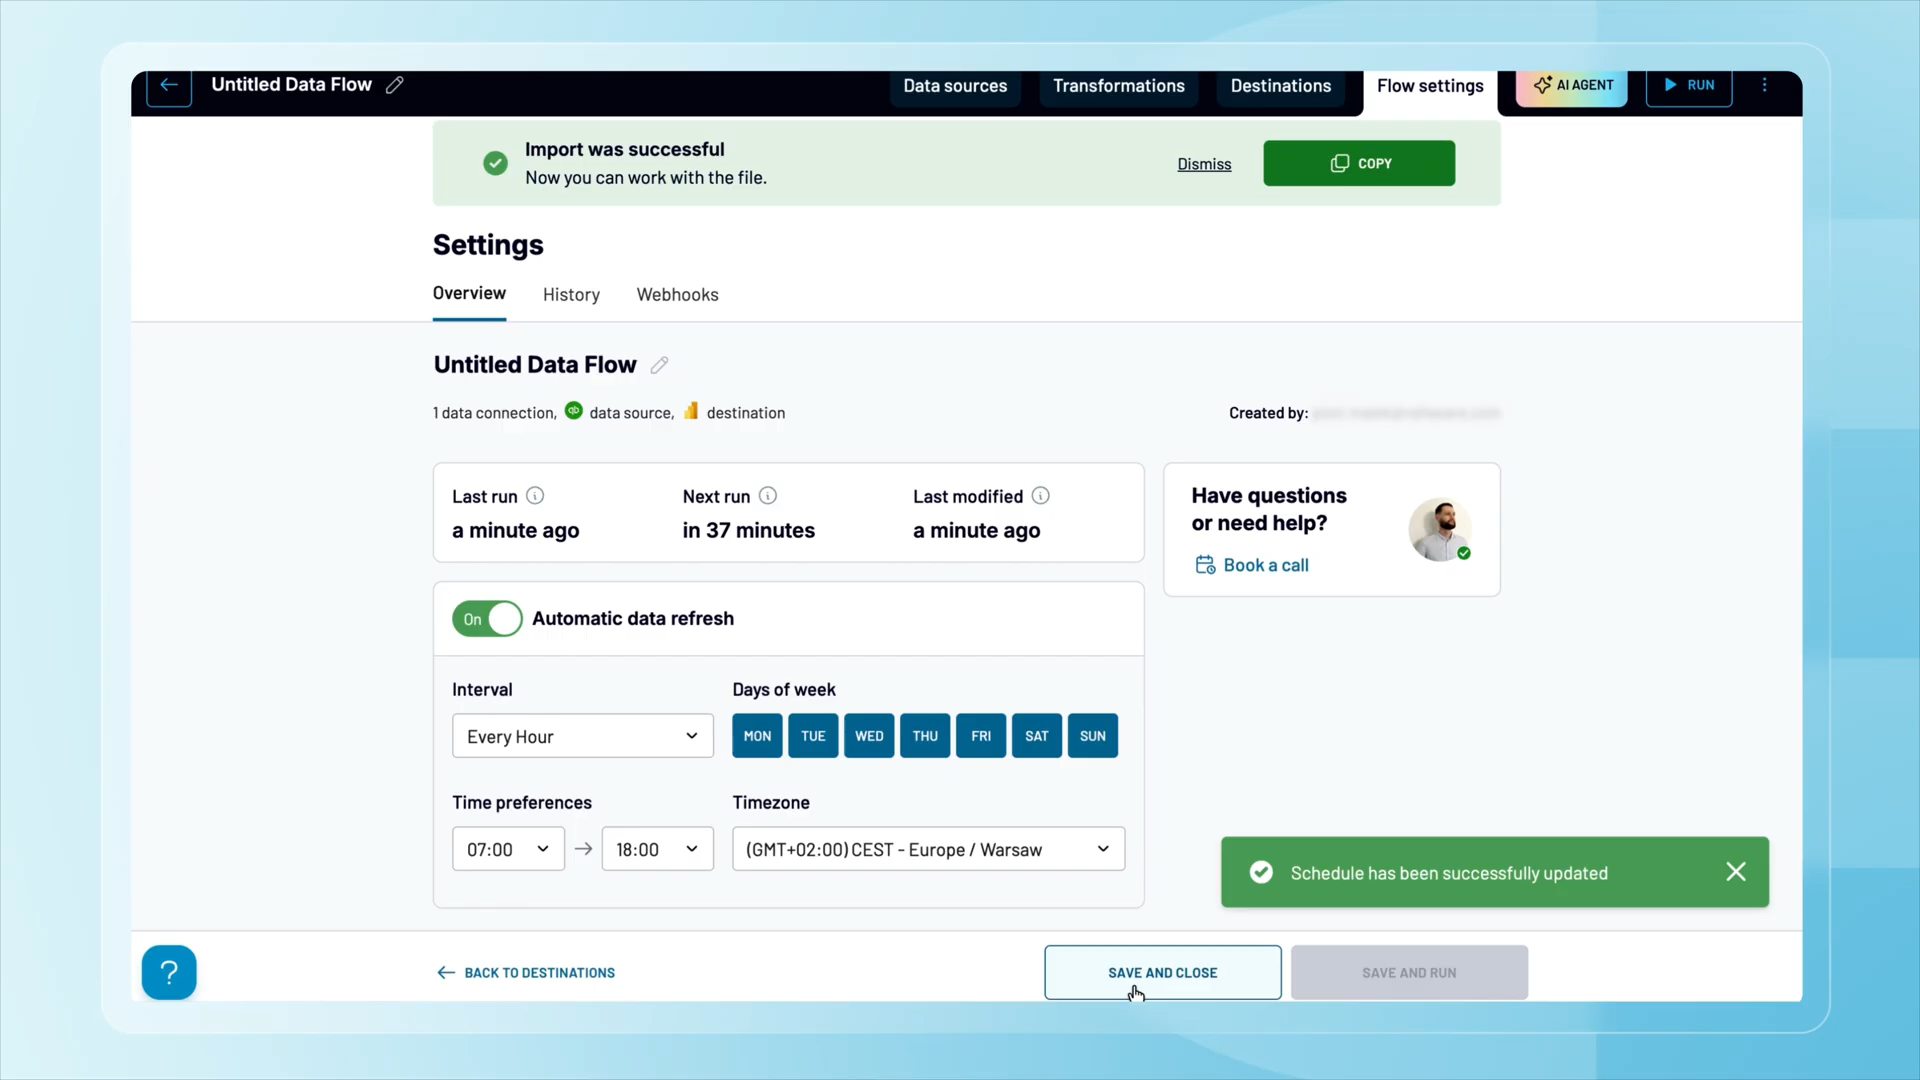 Untitled Data Flow
Data sources
Transformations
Destinations
Flow settings
AI AGENT
RUN
Import was successful
Now you can work with the file.
Dismiss
COPY
Settings
Overview
History
Webhooks
Untitled Data Flow
1 data connection, qb data source, destination
Created by:
Last run
a minute ago
Next run
in 37 minutes
Last modified
a minute ago
Have questions
or need help?
Book a call
On
Automatic data refresh
Interval
Every Hour
Days of week
MON TUE WED THU FRI SAT SUN
Time preferences
07:00 → 18:00
Timezone
(GMT+02:00) CEST - Europe / Warsaw
Schedule has been successfully updated
?
← BACK TO DESTINATIONS
SAVE AND CLOSE
SAVE AND RUN